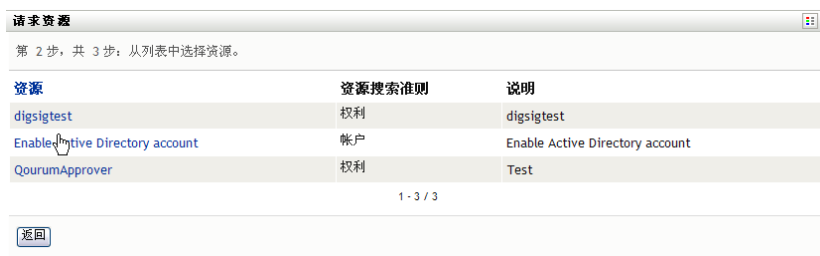 请求资源
第 2 步，共 3 步：从列表中选择资源。
资源 资源搜索准则 说明
digsigtest 权利 digsigtest
Enable Active Directory account 帐户 Enable Active Directory account
QourumApprover 权利 Test
1 - 3 / 3
返回